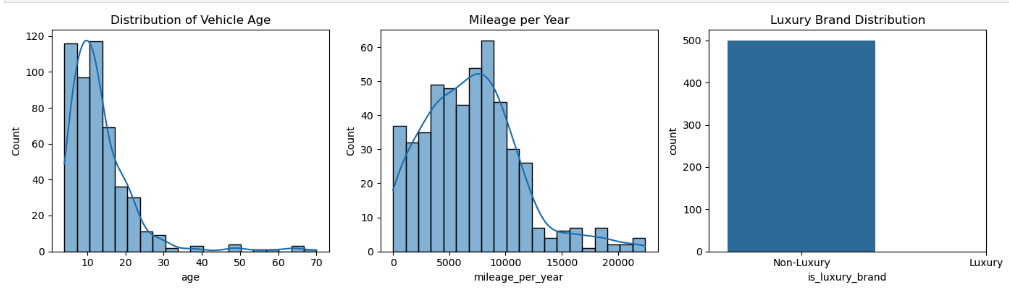 Distribution of Vehicle Age
120
100
80
60
40
20
0
Count
10 20 30 40 50 60 70
age
Mileage per Year
60
50
40
30
20
10
0
Count
0 5000 10000 15000 20000
mileage_per_year
Luxury Brand Distribution
500
400
300
200
100
0
count
Non-Luxury Luxury
is_luxury_brand